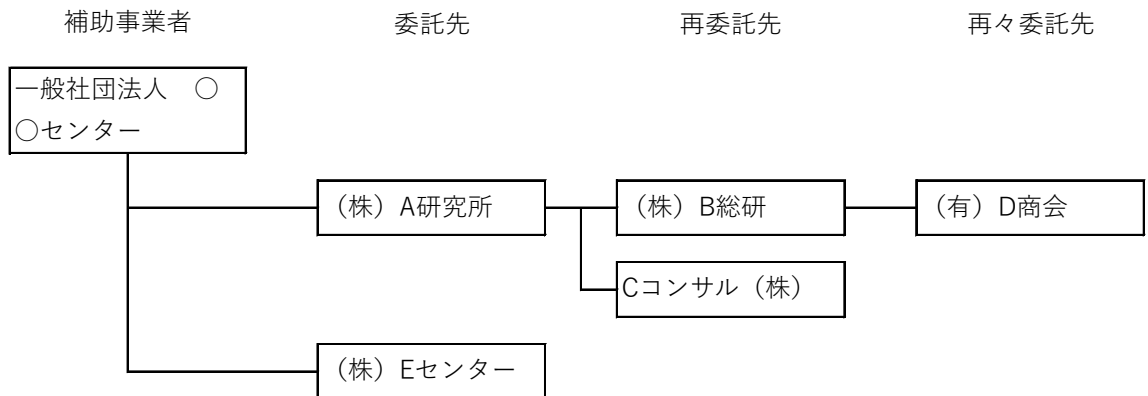 補助事業者
委託先
再委託先
再々委託先
一般社団法人　○
○センター
（株）A研究所
（株）B総研
（有）D商会
Cコンサル（株）
（株）Eセンター